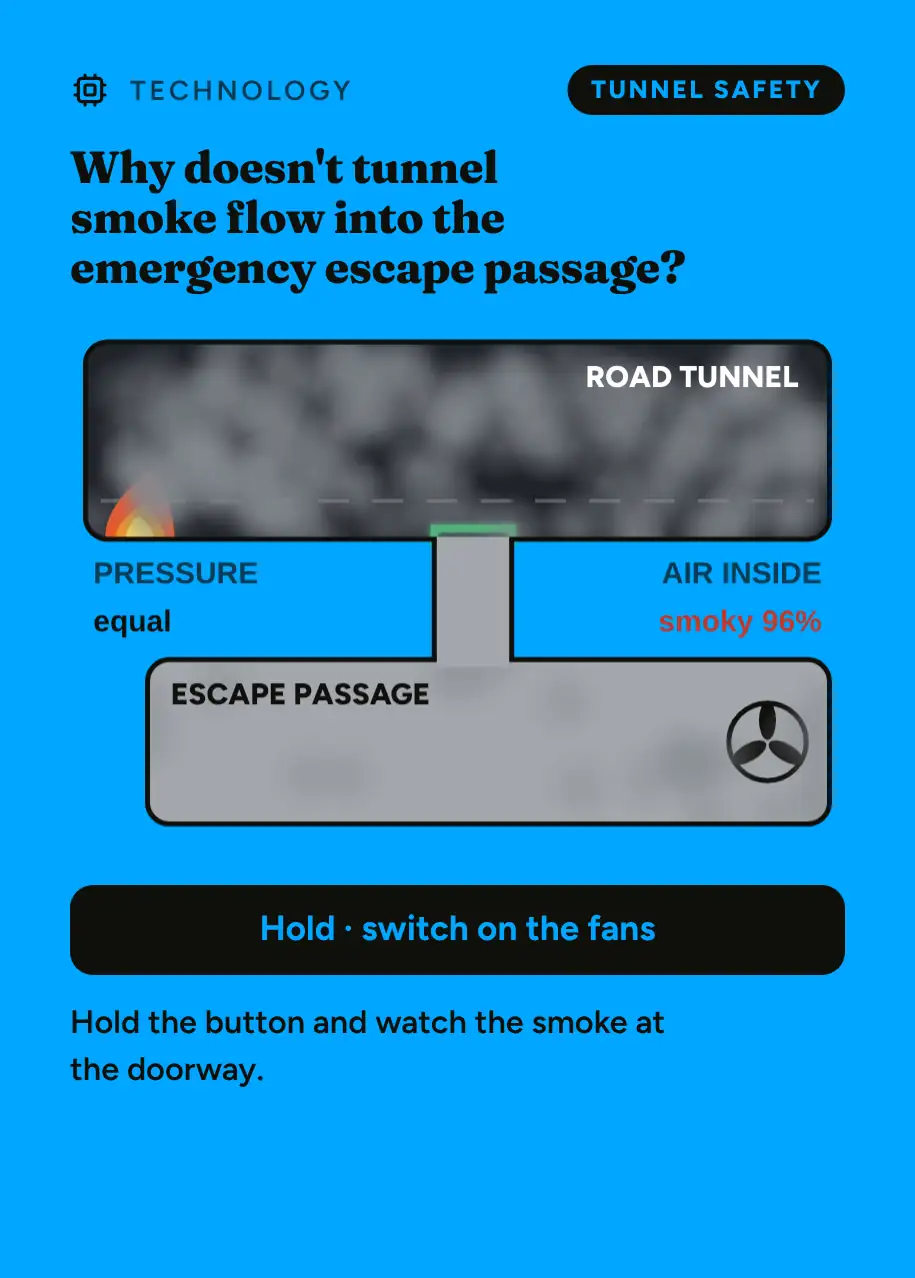 TECHNOLOGY
TUNNEL SAFETY
Why doesn't tunnel
smoke flow into the
emergency escape passage?
ROAD TUNNEL
PRESSURE
AIR INSIDE
equal
smoky 96%
ESCAPE PASSAGE
Hold · switch on the fans
Hold the button and watch the smoke at
the doorway.